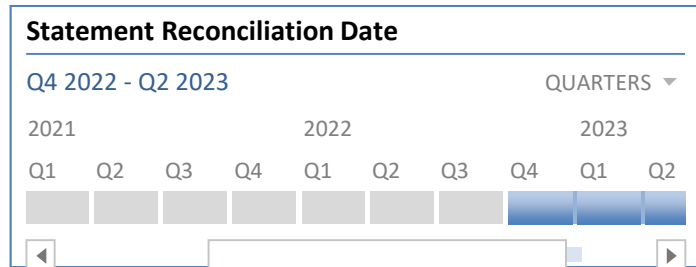 Statement Reconciliation Date
Q4 2022 - Q2 2023 QUARTERS
2021 2022 2023
Q1 Q2 Q3 Q4 Q1 Q2 Q3 Q4 Q1 Q2